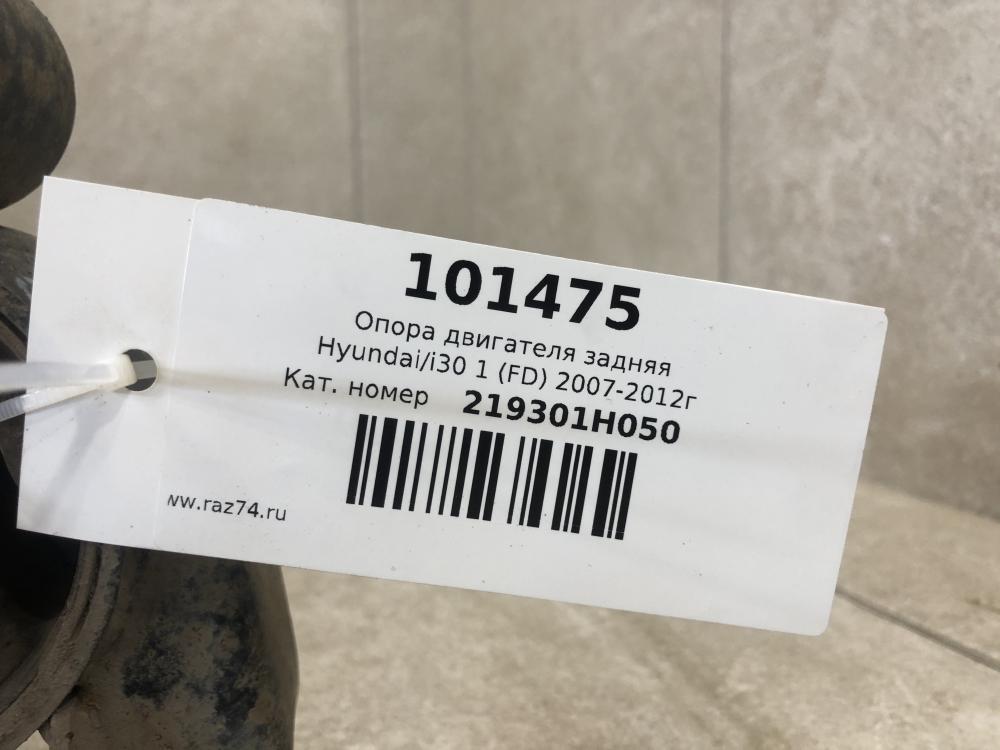 101475
Опора двигателя задняя
Hyundai/i30 1 (FD) 2007-2012г
Кат. номер 219301H050
ww.raz74.ru